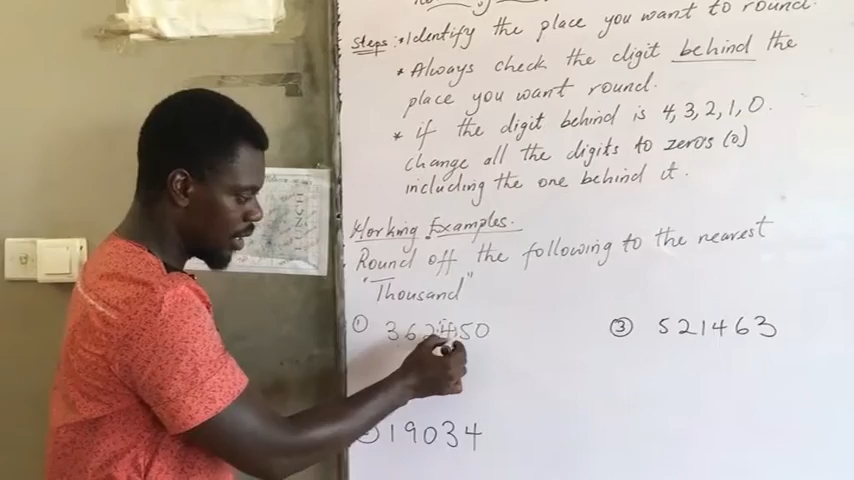 Steps: * Identify the place you want to round.
* Always check the digit behind the
place you want round.
* if the digit behind is 4, 3, 2, 1, 0.
change all the digits to zeros (0)
including the one behind it.
Working Examples.
Round off the following to the nearest
"Thousand"
① 362450
③ 521463
19034
LUNCH